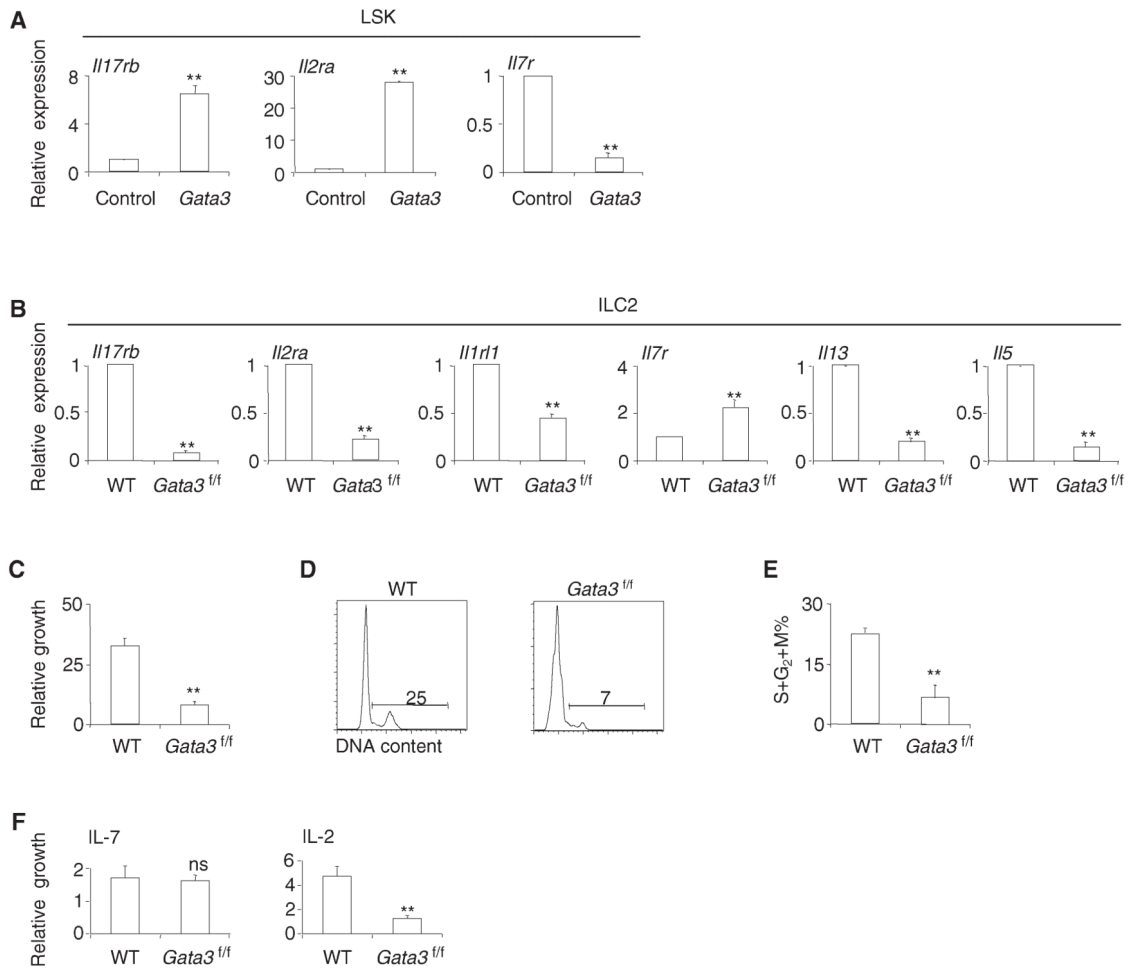 A
LSK
Relative expression
Il17rb
8
4
0
**
Control Gata3
Il2ra
30
20
10
0
**
Control Gata3
Il7r
1
0.5
0
**
Control Gata3
B
ILC2
Relative expression
Il17rb
1
0.5
0
**
WT Gata3 f/f
Il2ra
1
0.5
0
**
WT Gata3 f/f
Il1rl1
1
0.5
0
**
WT Gata3 f/f
Il7r
4
2
0
**
WT Gata3 f/f
Il13
1
0.5
0
**
WT Gata3 f/f
Il5
1
0.5
0
**
WT Gata3 f/f
C
Relative growth
50
25
0
**
WT Gata3 f/f
D
WT
25
DNA content
Gata3 f/f
7
E
S+G₂+M%
30
15
0
**
WT Gata3 f/f
F
Relative growth
IL-7
2
1
0
ns
WT Gata3 f/f
IL-2
6
4
2
0
**
WT Gata3 f/f